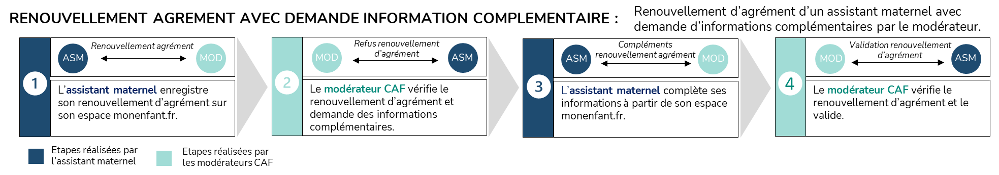 RENOUVELLEMENT AGREMENT AVEC DEMANDE INFORMATION COMPLEMENTAIRE :
Renouvellement d’agrément d’un assistant maternel avec
demande d’informations complémentaires par le modérateur.
1
ASM
Renouvellement agrément
MOD
L’assistant maternel enregistre
son renouvellement d’agrément sur
son espace monenfant.fr.
2
MOD
Refus renouvellement
d’agrément
ASM
Le modérateur CAF vérifie le
renouvellement d’agrément et
demande des informations
complémentaires.
3
ASM
Compléments
renouvellement agrément
MOD
L’assistant maternel complète ses
informations à partir de son espace
monenfant.fr.
4
MOD
Validation renouvellement
d’agrément
ASM
Le modérateur CAF vérifie le
renouvellement d’agrément et le
valide.
Etapes réalisées par
l’assistant maternel
Etapes réalisées par
les modérateurs CAF